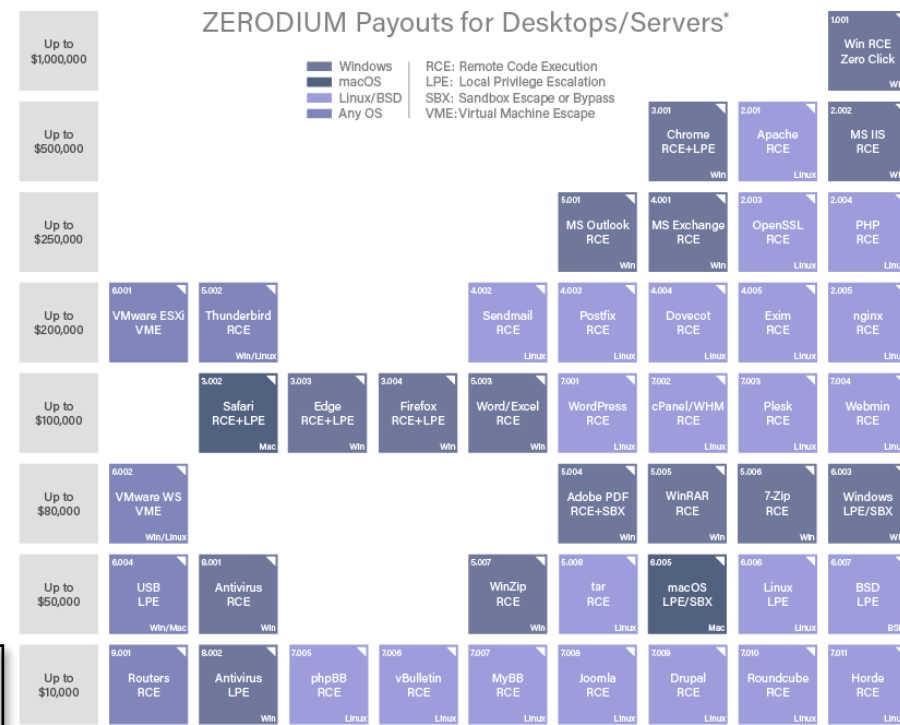 ZERODIUM Payouts for Desktops/Servers*
Windows
macOS
Linux/BSD
Any OS
RCE: Remote Code Execution
LPE: Local Privilege Escalation
SBX: Sandbox Escape or Bypass
VME: Virtual Machine Escape
Up to
$1,000,000
1.001
Win RCE
Zero Click
Wi
Up to
$500,000
3.001
Chrome
RCE+LPE
Win
2.001
Apache
RCE
Linux
2.002
MS IIS
RCE
Wi
Up to
$250,000
5.001
MS Outlook
RCE
Win
4.001
MS Exchange
RCE
Win
2.003
OpenSSL
RCE
Linux
2.004
PHP
RCE
Linu
Up to
$200,000
6.001
VMware ESXi
VME
5.002
Thunderbird
RCE
Win/Linux
4.002
Sendmail
RCE
Linux
4.003
Postfix
RCE
Linux
4.004
Dovecot
RCE
Linux
4.005
Exim
RCE
Linux
2.005
nginx
RCE
Linu
Up to
$100,000
3.002
Safari
RCE+LPE
Mac
3.003
Edge
RCE+LPE
Win
3.004
Firefox
RCE+LPE
Win
5.003
Word/Excel
RCE
Win
7.001
WordPress
RCE
Linux
7.002
cPanel/WHM
RCE
Linux
7.003
Plesk
RCE
Linux
7.004
Webmin
RCE
Linu
Up to
$80,000
6.002
VMware WS
VME
Win/Linux
5.004
Adobe PDF
RCE+SBX
Win
5.005
WinRAR
RCE
Win
5.006
7-Zip
RCE
Win
6.003
Windows
LPE/SBX
Wi
Up to
$50,000
6.004
USB
LPE
Win/Mac
8.001
Antivirus
RCE
Win
5.007
WinZip
RCE
Win
5.008
tar
RCE
Linux
6.005
macOS
LPE/SBX
Mac
6.006
Linux
LPE
Linux
6.007
BSD
LPE
BS
Up to
$10,000
9.001
Routers
RCE
8.002
Antivirus
LPE
Win
7.005
phpBB
RCE
Linux
7.006
vBulletin
RCE
Linux
7.007
MyBB
RCE
Linux
7.008
Joomla
RCE
Linux
7.009
Drupal
RCE
Linux
7.010
Roundcube
RCE
Linux
7.011
Horde
RCE
Linu